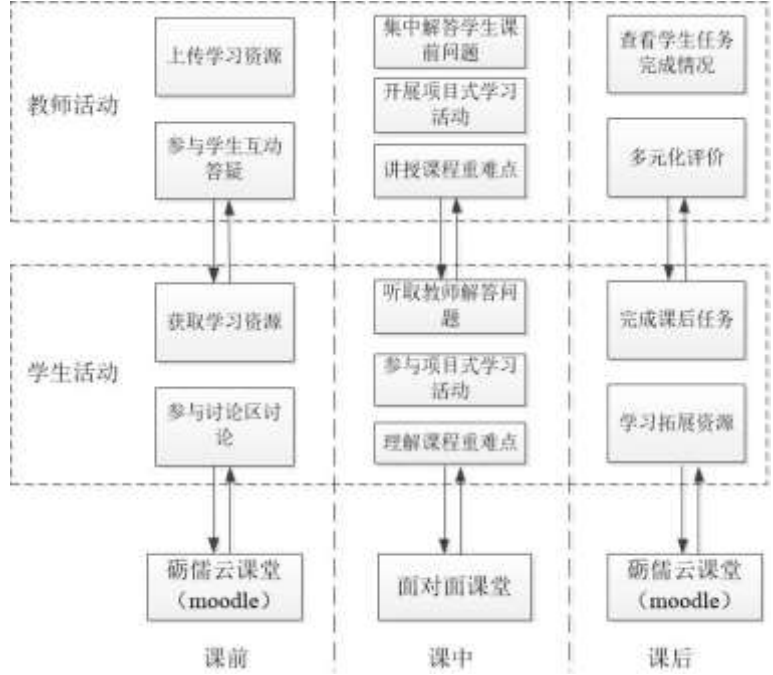 教师活动
上传学习资源
参与学生互动
答疑
集中解答学生课
前问题
开展项目式学习
活动
讲授课程重难点
查看学生任务
完成情况
多元化评价
学生活动
获取学习资源
参与讨论区讨
论
听取教师解答问
题
参与项目式学习
活动
理解课程重难点
完成课后任务
学习拓展资源
砺儒云课堂
（moodle）
面对面课堂
砺儒云课堂
（moodle）
课前
课中
课后